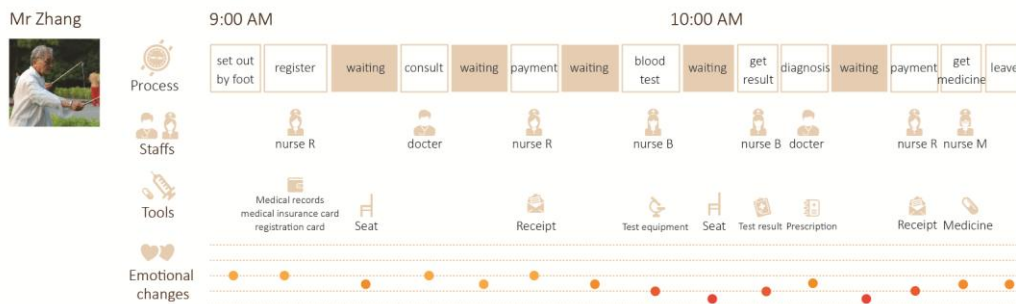 Mr Zhang
9:00 AM
10:00 AM
Process
set out
by foot
register
waiting
consult
waiting
payment
waiting
blood
test
waiting
get
result
diagnosis
waiting
payment
get
medicine
leave
Staffs
nurse R
docter
nurse R
nurse B
nurse B
docter
nurse R
nurse M
Tools
Medical records
medical insurance card
registration card
Seat
Receipt
Test equipment
Seat
Test result
Prescription
Receipt
Medicine
Emotional
changes